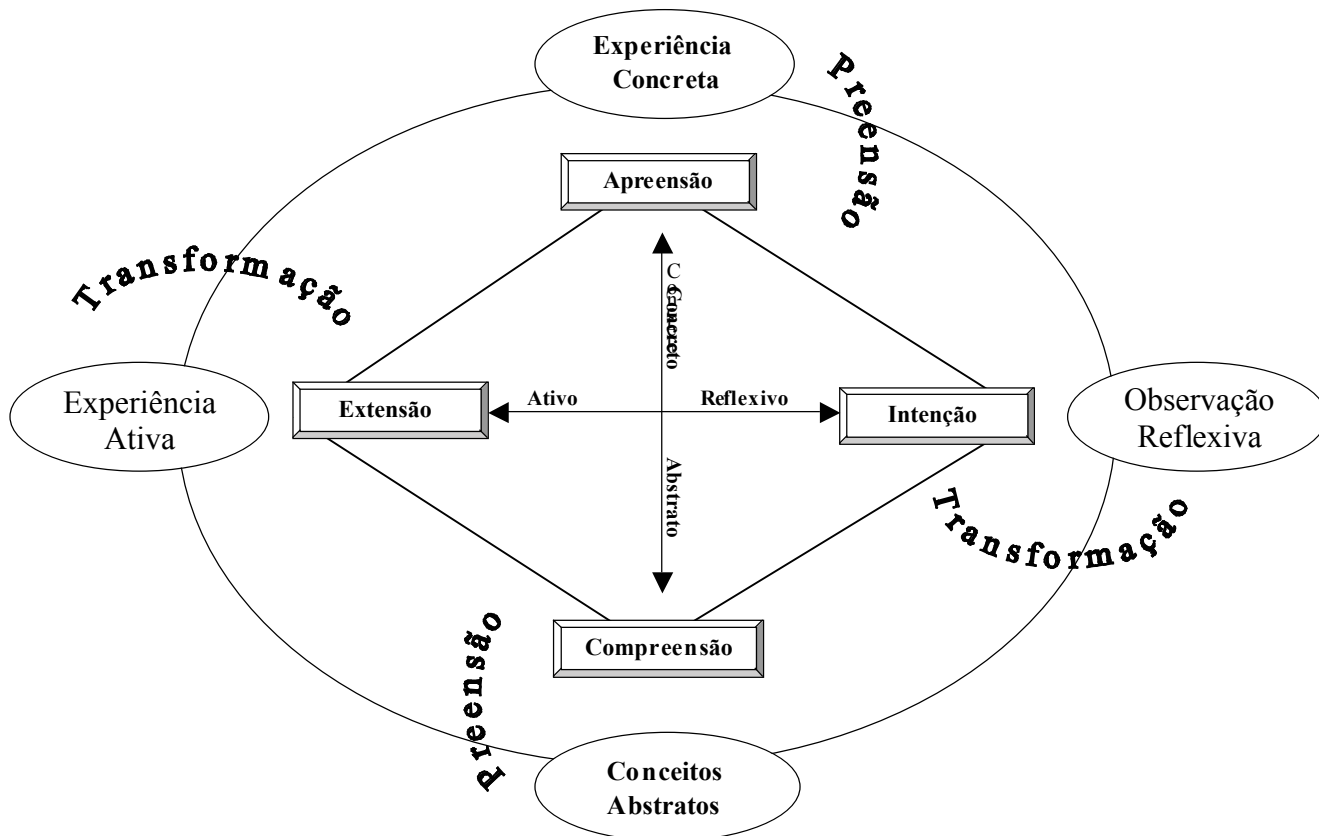 Experiência
Concreta
Preensão
Apreensão
Transformação
Concreto
Experiência
Ativa
Extensão
Ativo
Reflexivo
Intenção
Observação
Reflexiva
Abstrato
Transformação
Preensão
Compreensão
Conceitos
Abstratos